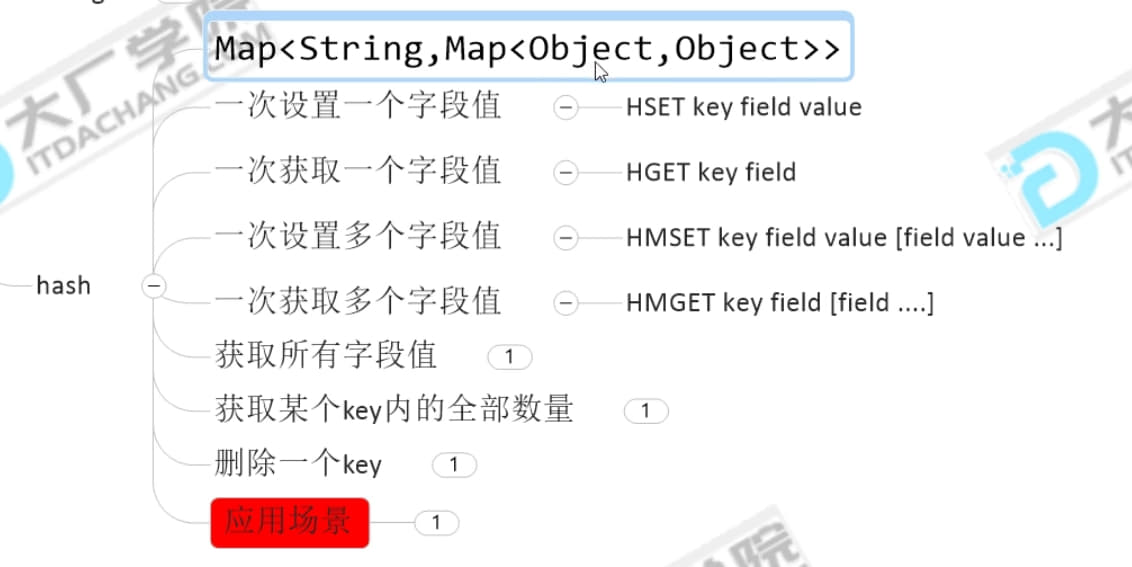 大厂学院
ITDACHANG.COM
Map<String,Map<Object,Object>>
一次设置一个字段值 HSET key field value
一次获取一个字段值 HGET key field
一次设置多个字段值 HMSET key field value [field value ...]
hash
一次获取多个字段值 HMGET key field [field ....]
获取所有字段值 1
获取某个key内的全部数量 1
删除一个key 1
应用场景 1
院